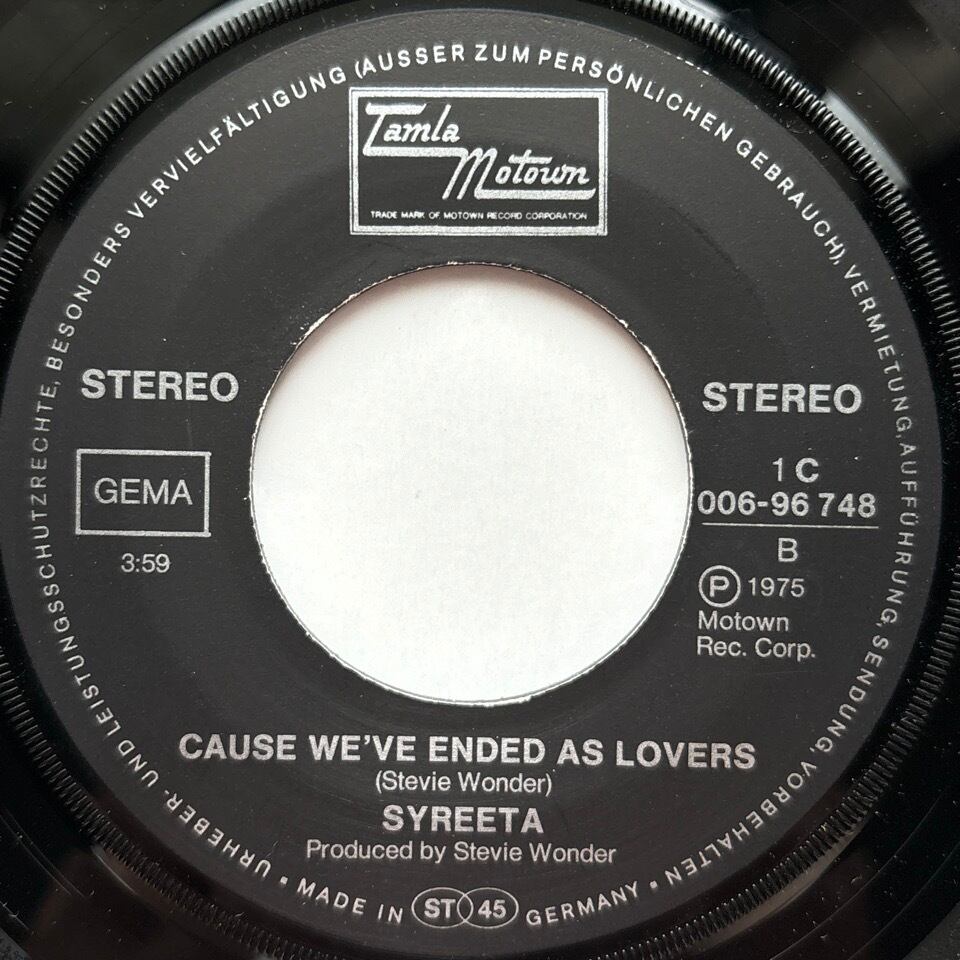 URHEBER- UND LEISTUNGSSCHUTZRECHTE, BESONDERS VERVIELFÄLTIGUNG (AUSSER ZUM PERSÖNLICHEN GEBRAUCH), VERMIETUNG, AUFFÜHRUNG, SENDUNG, VORBEHALTEN
Tamla
Motown
TRADE MARK OF MOTOWN RECORD CORPORATION
STEREO
STEREO
GEMA
3:59
1 C
006-96 748
B
Ⓟ 1975
Motown
Rec. Corp.
CAUSE WE'VE ENDED AS LOVERS
(Stevie Wonder)
SYREETA
Produced by Stevie Wonder
▪ MADE IN ST 45 GERMANY ▪